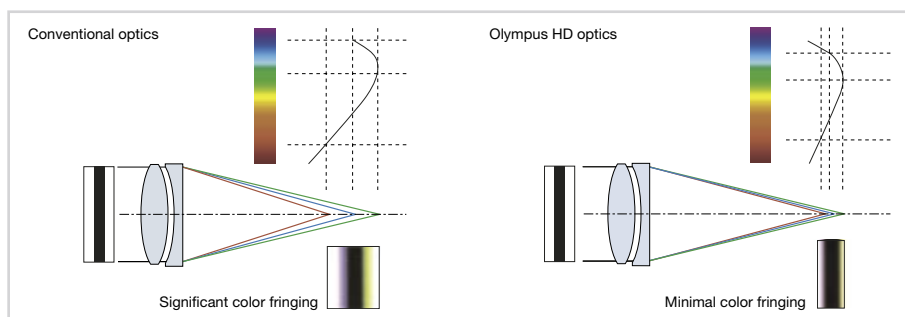 Conventional optics
Olympus HD optics
Significant color fringing
Minimal color fringing